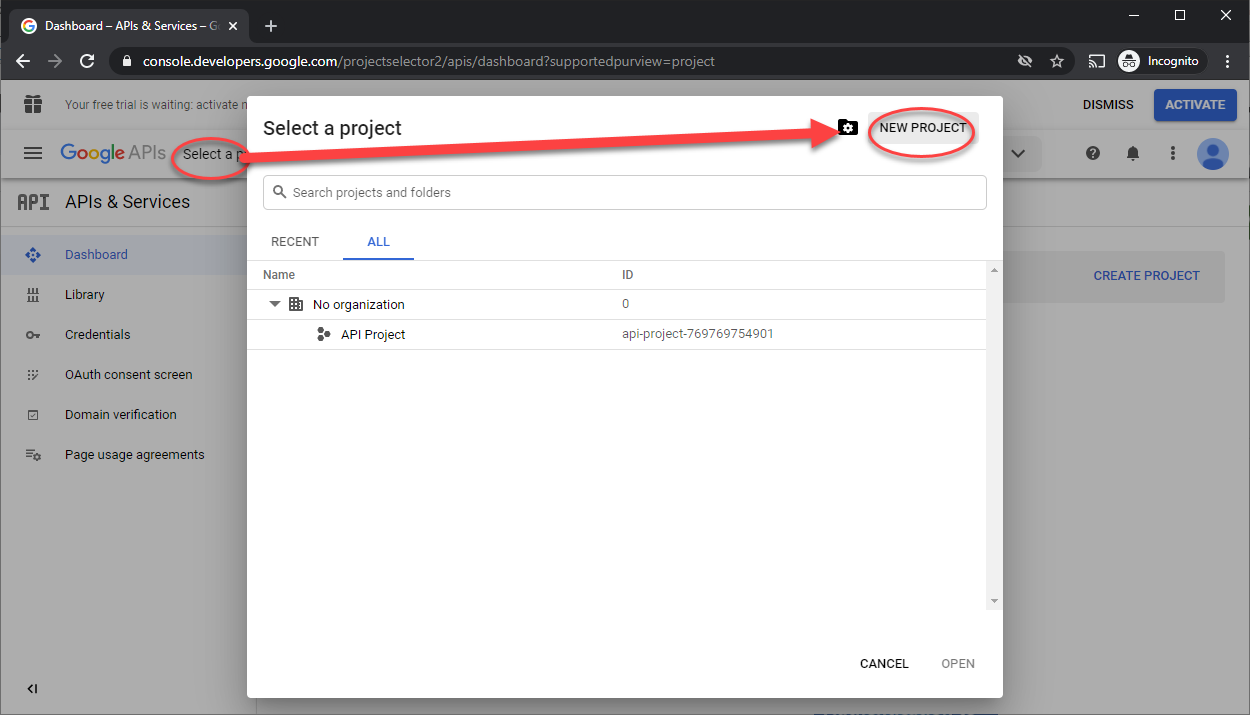 Dashboard – APIs & Services – G
console.developers.google.com/projectselector2/apis/dashboard?supportedpurview=project
Incognito
Your free trial is waiting: activate
DISMISS
ACTIVATE
Google APIs
Select a
Select a project
NEW PROJECT
Search projects and folders
API
APIs & Services
RECENT
ALL
Dashboard
Library
Credentials
OAuth consent screen
Domain verification
Page usage agreements
Name
ID
No organization
0
API Project
api-project-769769754901
CREATE PROJECT
CANCEL
OPEN